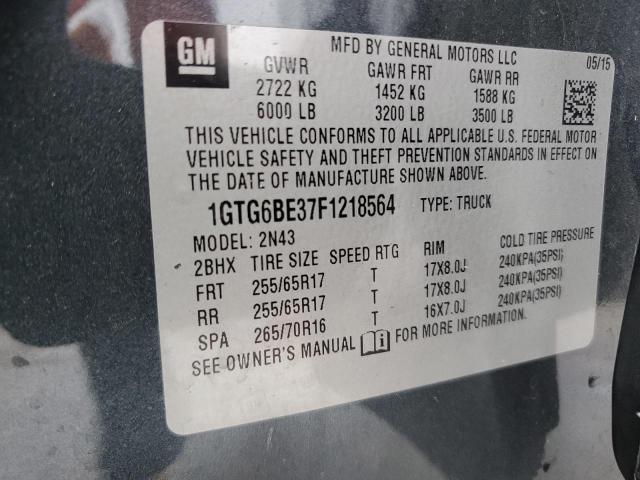 GM
MFD BY GENERAL MOTORS LLC
05/15
GVWR GAWR FRT GAWR RR
2722 KG 1452 KG 1588 KG
6000 LB 3200 LB 3500 LB
THIS VEHICLE CONFORMS TO ALL APPLICABLE U.S. FEDERAL MOTOR
VEHICLE SAFETY AND THEFT PREVENTION STANDARDS IN EFFECT ON
THE DATE OF MANUFACTURE SHOWN ABOVE.
1GTG6BE37F1218564 TYPE: TRUCK
MODEL: 2N43
2BHX TIRE SIZE SPEED RTG RIM COLD TIRE PRESSURE
FRT 255/65R17 T 17X8.0J 240KPA(35PSI)
RR 255/65R17 T 17X8.0J 240KPA(35PSI)
SPA 265/70R16 T 16X7.0J 240KPA(35PSI)
SEE OWNER'S MANUAL FOR MORE INFORMATION.